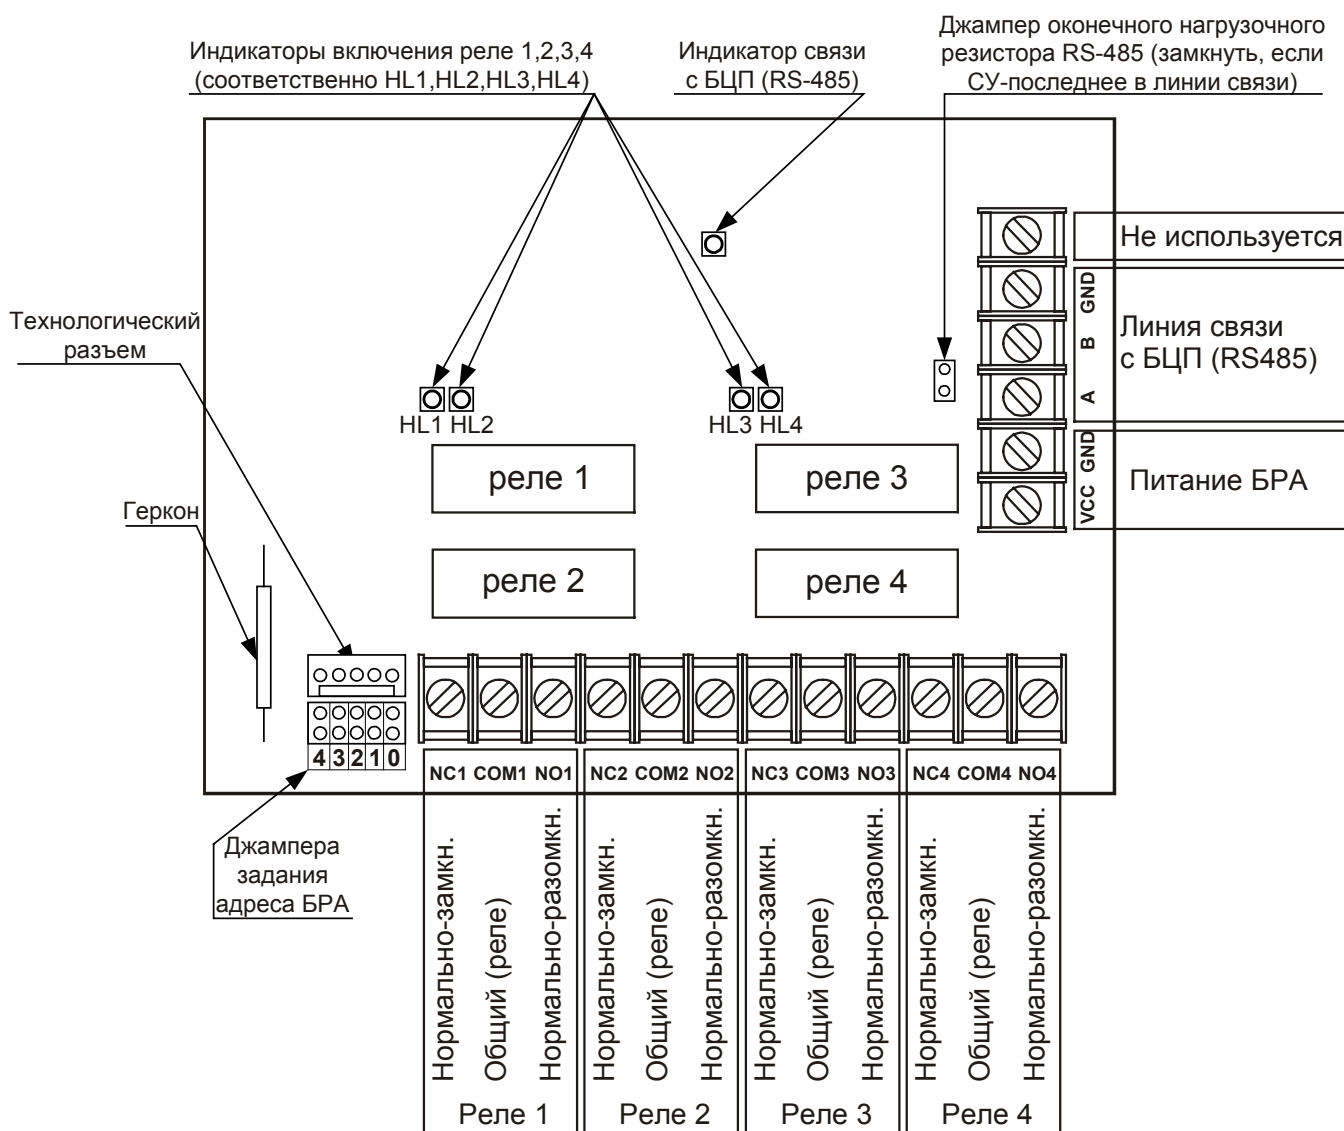 Индикаторы включения реле 1,2,3,4
(соответственно HL1,HL2,HL3,HL4)
Индикатор связи
с БЦП (RS-485)
Джампер оконечного нагрузочного
резистора RS-485 (замкнуть, если
СУ-последнее в линии связи)
Не используется
GND
B
A
Линия связи
с БЦП (RS485)
GND
VCC
Питание БРА
Технологический
разъем
HL1 HL2
HL3 HL4
реле 1
реле 3
Геркон
реле 2
реле 4
4 3 2 1 0
NC1 COM1 NO1
NC2 COM2 NO2
NC3 COM3 NO3
NC4 COM4 NO4
Джампера
задания
адреса БРА
Нормально-замкн.
Общий (реле)
Нормально-разомкн.
Нормально-замкн.
Общий (реле)
Нормально-разомкн.
Нормально-замкн.
Общий (реле)
Нормально-разомкн.
Нормально-замкн.
Общий (реле)
Нормально-разомкн.
Реле 1
Реле 2
Реле 3
Реле 4